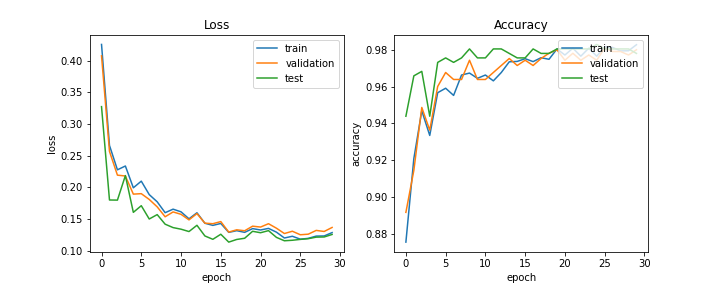 Loss
0.40
0.35
0.30
0.25
0.20
0.15
0.10
loss
0 5 10 15 20 25 30
epoch
train
validation
test
Accuracy
0.98
0.96
0.94
0.92
0.90
0.88
accuracy
0 5 10 15 20 25 30
epoch
train
validation
test